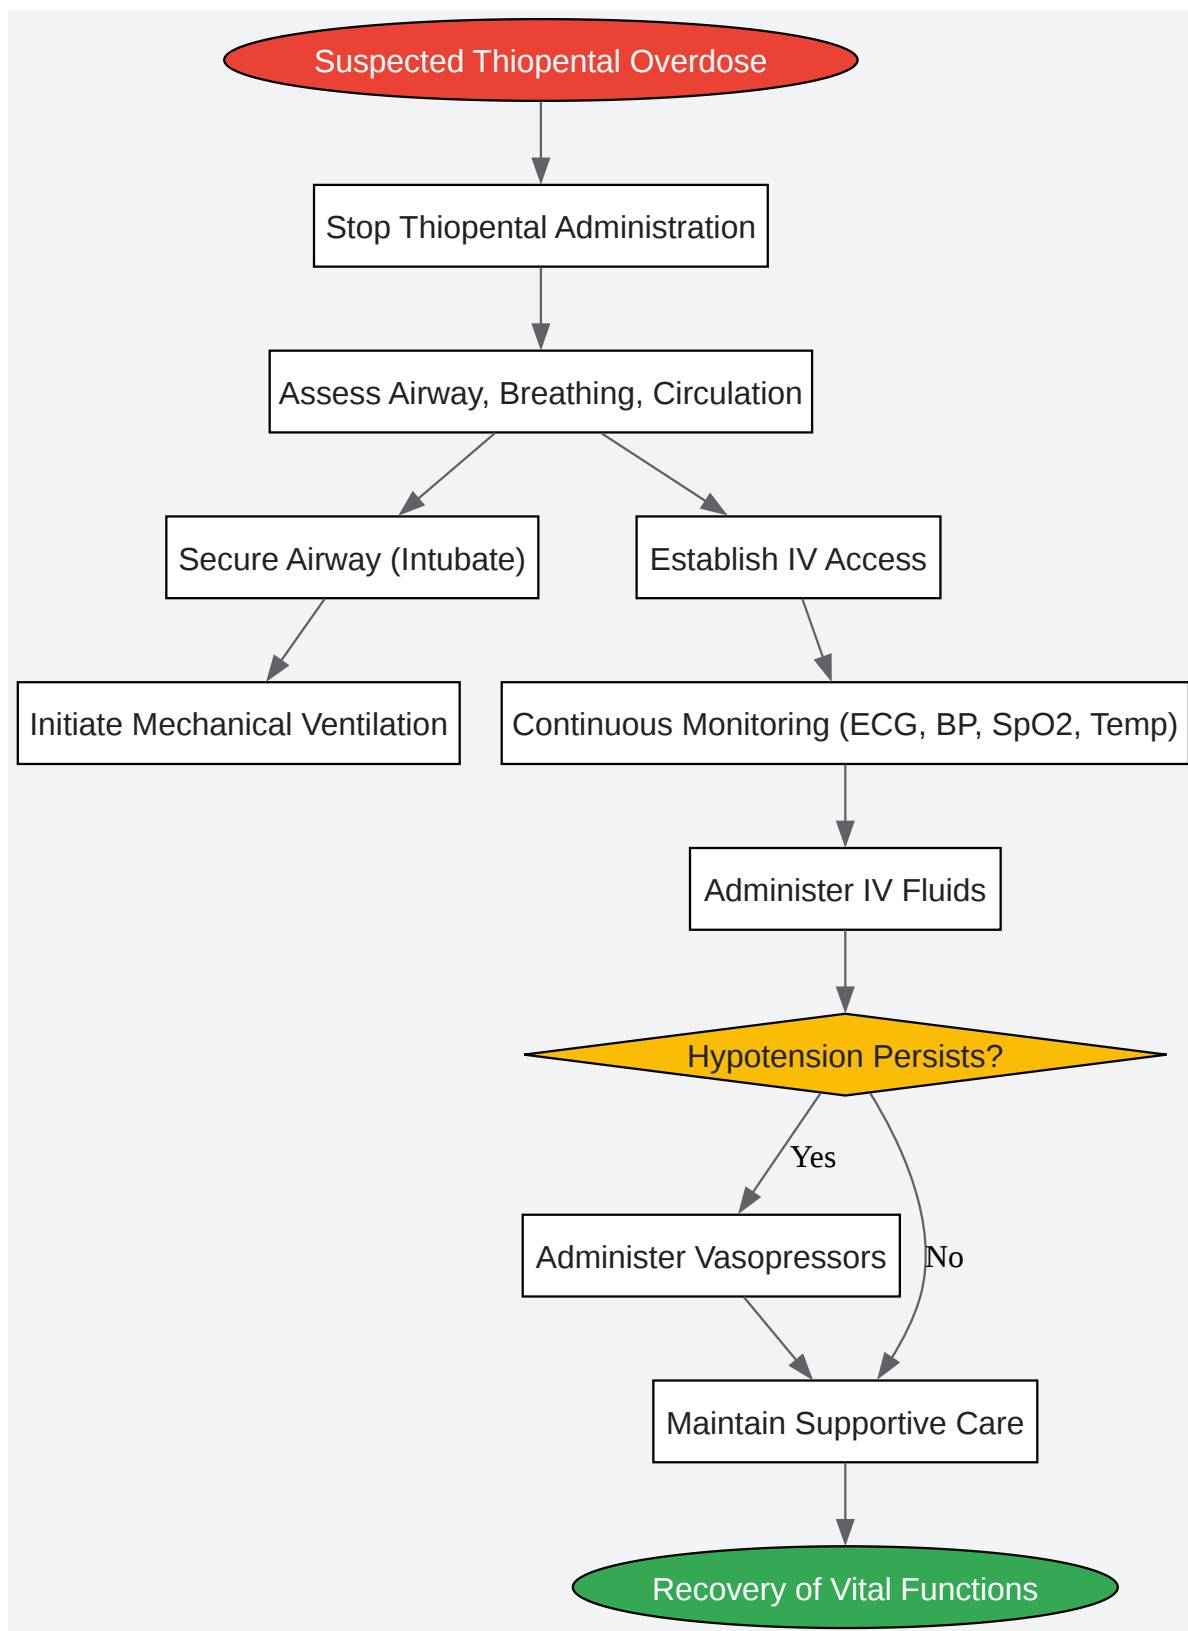 Suspected Thiopental Overdose
Stop Thiopental Administration
Assess Airway, Breathing, Circulation
Secure Airway (Intubate)
Establish IV Access
Initiate Mechanical Ventilation
Continuous Monitoring (ECG, BP, SpO2, Temp)
Administer IV Fluids
Hypotension Persists?
Yes
Administer Vasopressors
No
Maintain Supportive Care
Recovery of Vital Functions